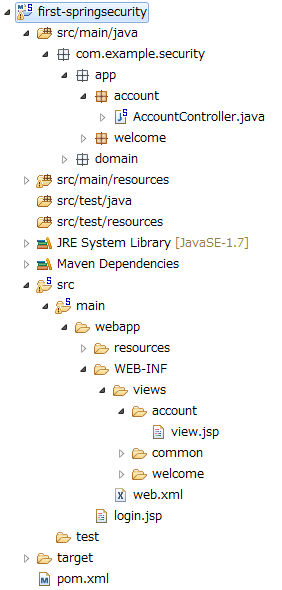 first-springsecurity
src/main/java
com.example.security
app
account
AccountController.java
welcome
domain
src/main/resources
src/test/java
src/test/resources
JRE System Library [JavaSE-1.7]
Maven Dependencies
src
main
webapp
resources
WEB-INF
views
account
view.jsp
common
welcome
web.xml
login.jsp
test
target
pom.xml